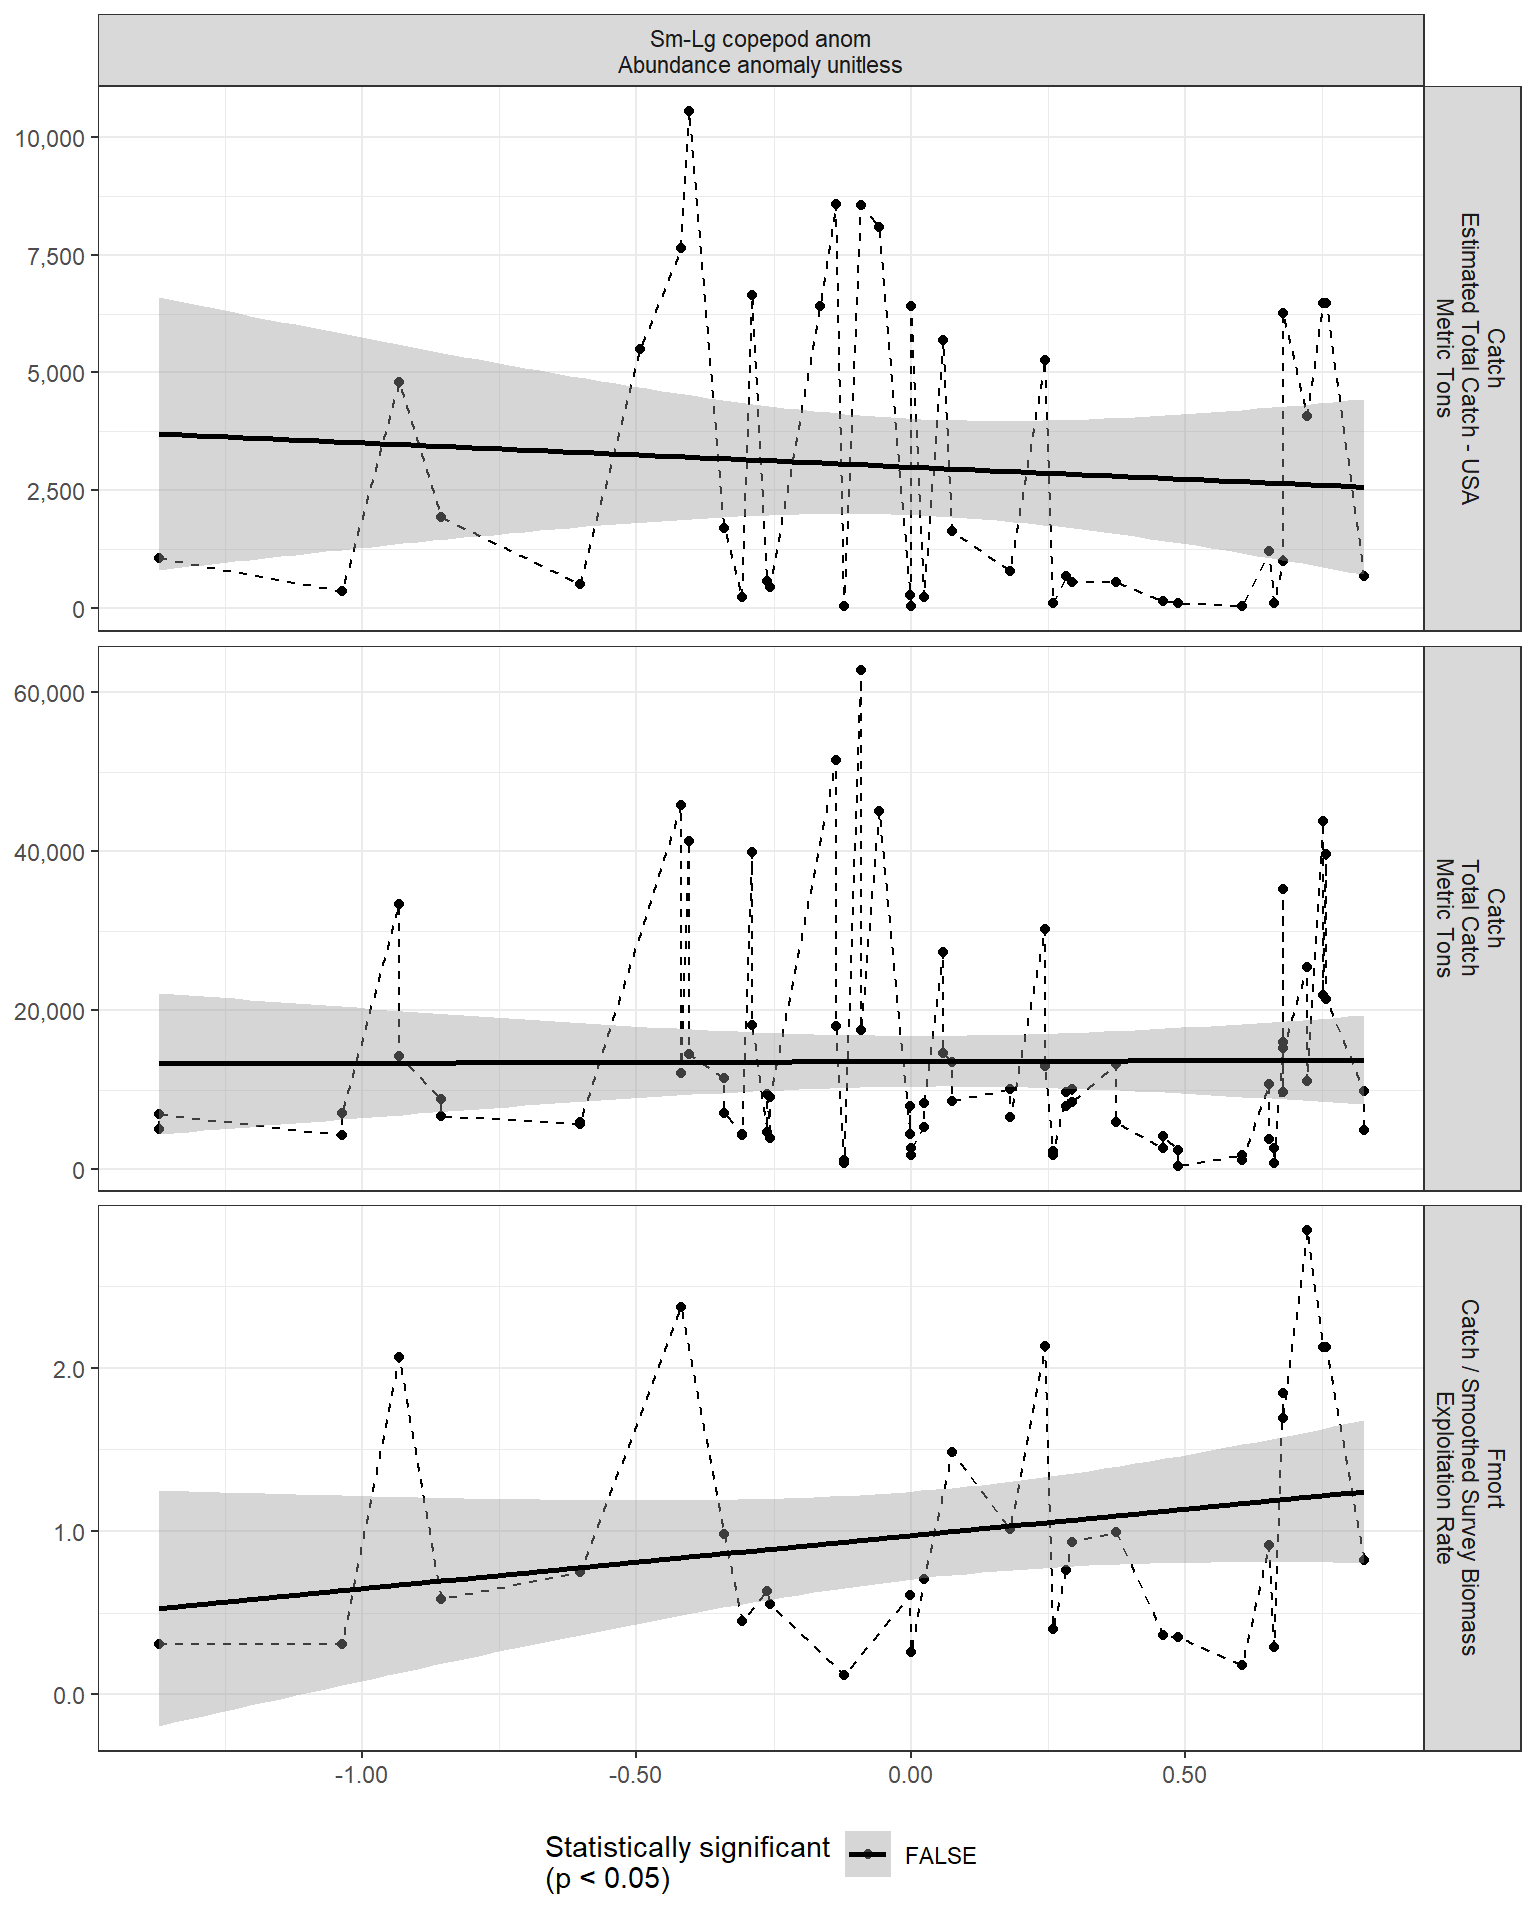 Sm-Lg copepod anom
Abundance anomaly unitless
10,000
7,500
5,000
2,500
0
Catch
Estimated Total Catch - USA
Metric Tons
60,000
40,000
20,000
0
Catch
Total Catch
Metric Tons
2.0
1.0
0.0
Fmort
Catch / Smoothed Survey Biomass
Exploitation Rate
-1.00
-0.50
0.00
0.50
Statistically significant
(p < 0.05)
FALSE